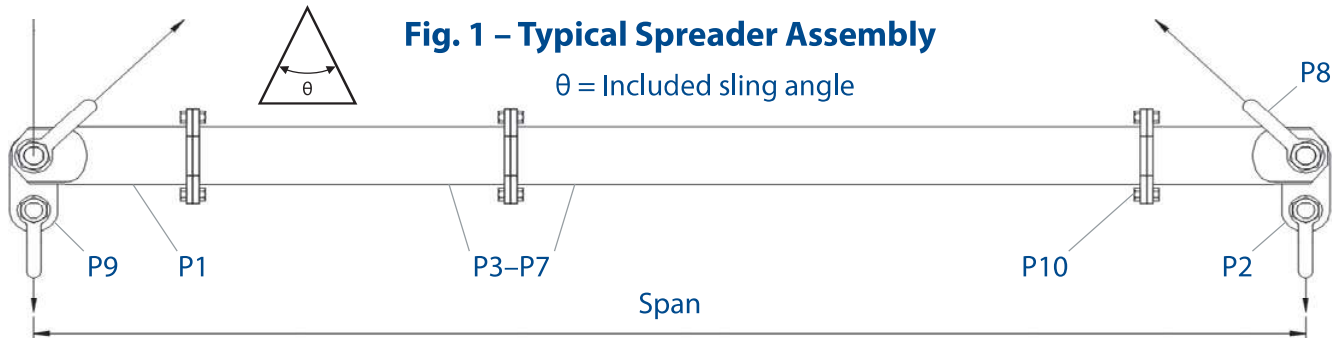 Fig. 1 – Typical Spreader Assembly
θ
θ = Included sling angle
P8
P9
P1
P3–P7
P10
P2
Span